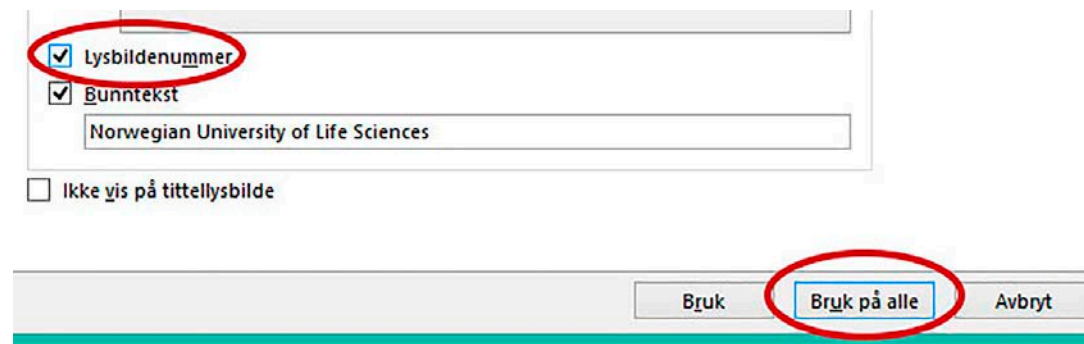 Lysbildenummer
Bunntekst
Norwegian University of Life Sciences
Ikke vis på tittellysbilde
Bruk Bruk på alle Avbryt